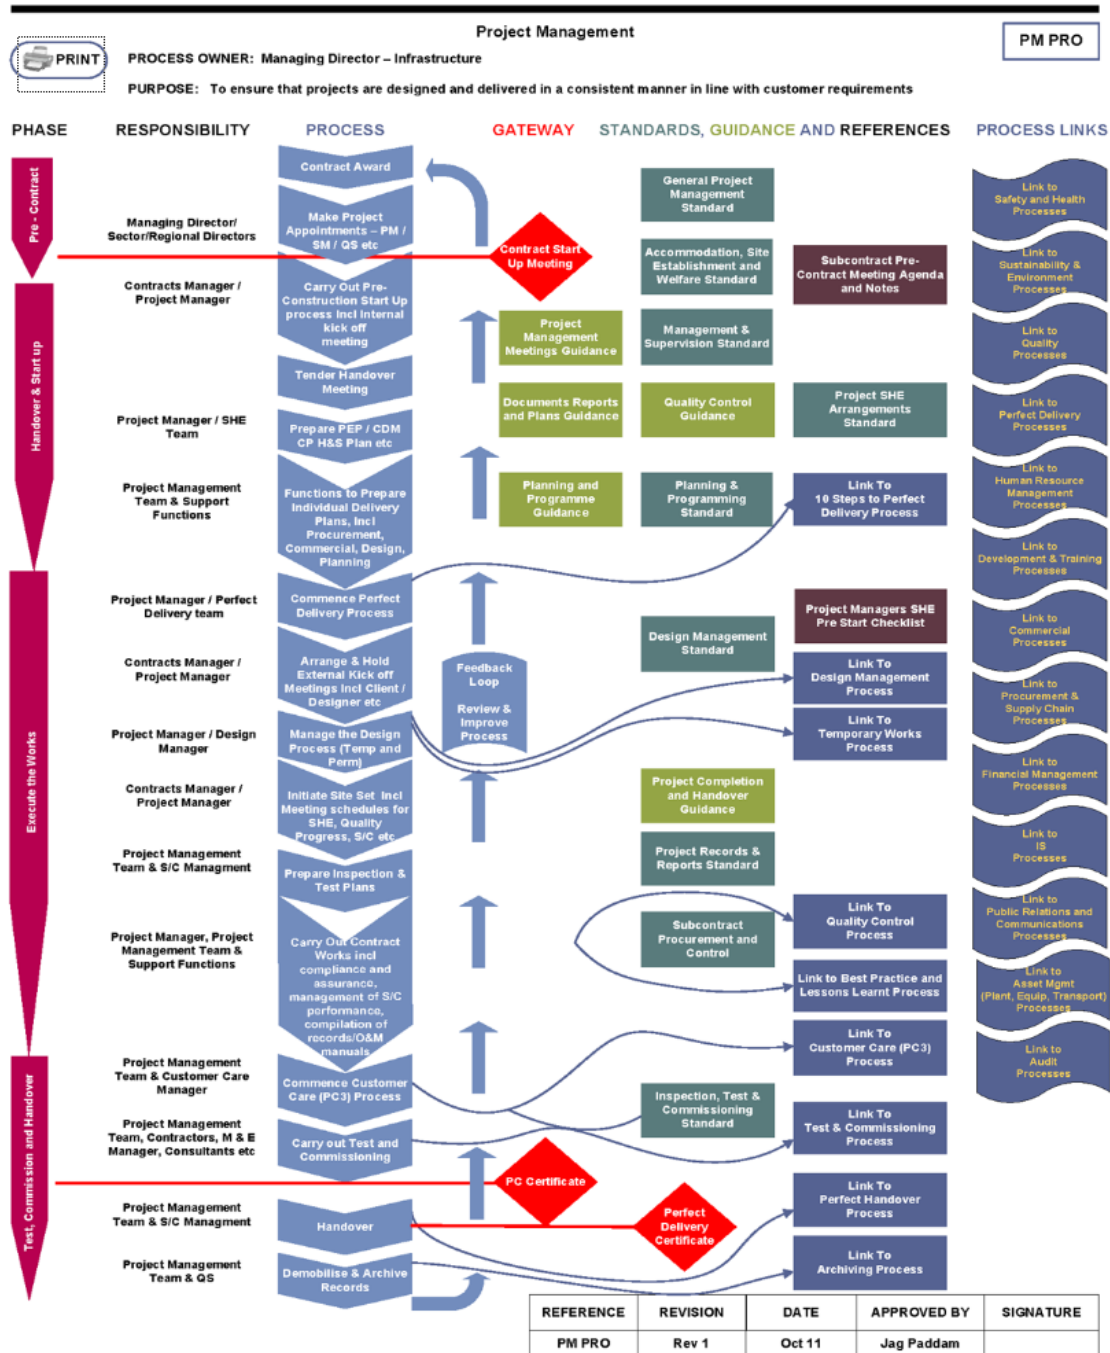 Project Management
PM PRO
PRINT
PROCESS OWNER: Managing Director – Infrastructure
PURPOSE: To ensure that projects are designed and delivered in a consistent manner in line with customer requirements
PHASE
RESPONSIBILITY
PROCESS
GATEWAY
STANDARDS, GUIDANCE AND REFERENCES
PROCESS LINKS
Pre - Contract
Handover & Start up
Execute the Works
Test, Commission and Handover
Managing Director/
Sector/Regional Directors
Contracts Manager /
Project Manager
Project Manager / SHE
Team
Project Management
Team & Support
Functions
Project Manager / Perfect
Delivery team
Contracts Manager /
Project Manager
Project Manager / Design
Manager
Contracts Manager /
Project Manager
Project Management
Team & S/C Managment
Project Manager, Project
Management Team &
Support Functions
Project Management
Team & Customer Care
Manager
Project Management
Team, Contractors, M & E
Manager, Consultants etc
Project Management
Team & S/C Managment
Project Management
Team & QS
Contract Award
Make Project
Appointments – PM /
SM / QS etc
Carry Out Pre-
Construction Start Up
process Incl Internal
kick off
meeting
Tender Handover
Meeting
Prepare PEP / CDM
CP H&S Plan etc
Functions to Prepare
Individual Delivery
Plans, Incl
Procurement,
Commercial, Design,
Planning
Commence Perfect
Delivery Process
Arrange & Hold
External Kick off
Meetings Incl Client /
Designer etc
Manage the Design
Process (Temp and
Perm)
Initiate Site Set Incl
Meeting schedules for
SHE, Quality
Progress, S/C etc
Prepare Inspection &
Test Plans
Carry Out Contract
Works incl
compliance and
assurance,
management of S/C
performance,
compilation of
records/O&M
manuals
Commence Customer
Care (PC3) Process
Carry out Test and
Commissioning
Handover
Demobilise & Archive
Records
Feedback
Loop
Review &
Improve
Process
Contract Start
Up Meeting
PC Certificate
Perfect
Delivery
Certificate
General Project
Management
Standard
Accommodation, Site
Establishment and
Welfare Standard
Subcontract Pre-
Contract Meeting Agenda
and Notes
Project
Management
Meetings Guidance
Management &
Supervision Standard
Documents Reports
and Plans Guidance
Quality Control
Guidance
Project SHE
Arrangements
Standard
Planning and
Programme
Guidance
Planning &
Programming
Standard
Link To
10 Steps to Perfect
Delivery Process
Project Managers SHE
Pre Start Checklist
Design Management
Standard
Link To
Design Management
Process
Link To
Temporary Works
Process
Project Completion
and Handover
Guidance
Project Records &
Reports Standard
Link To
Quality Control
Process
Subcontract
Procurement and
Control
Link to Best Practice and
Lessons Learnt Process
Link To
Customer Care (PC3)
Process
Inspection, Test &
Commissioning
Standard
Link To
Test & Commissioning
Process
Link To
Perfect Handover
Process
Link To
Archiving Process
Link to
Safety and Health
Processes
Link to
Sustainability &
Environment
Processes
Link to
Quality
Processes
Link to
Perfect Delivery
Processes
Link to
Human Resource
Management
Processes
Link to
Development & Training
Processes
Link to
Commercial
Processes
Link to
Procurement &
Supply Chain
Processes
Link to
Financial Management
Processes
Link to
IS
Processes
Link to
Public Relations and
Communications
Processes
Link to
Asset Mgmt
(Plant, Equip, Transport)
Processes
Link to
Audit
Processes
REFERENCE REVISION DATE APPROVED BY SIGNATURE
PM PRO Rev 1 Oct 11 Jag Paddam